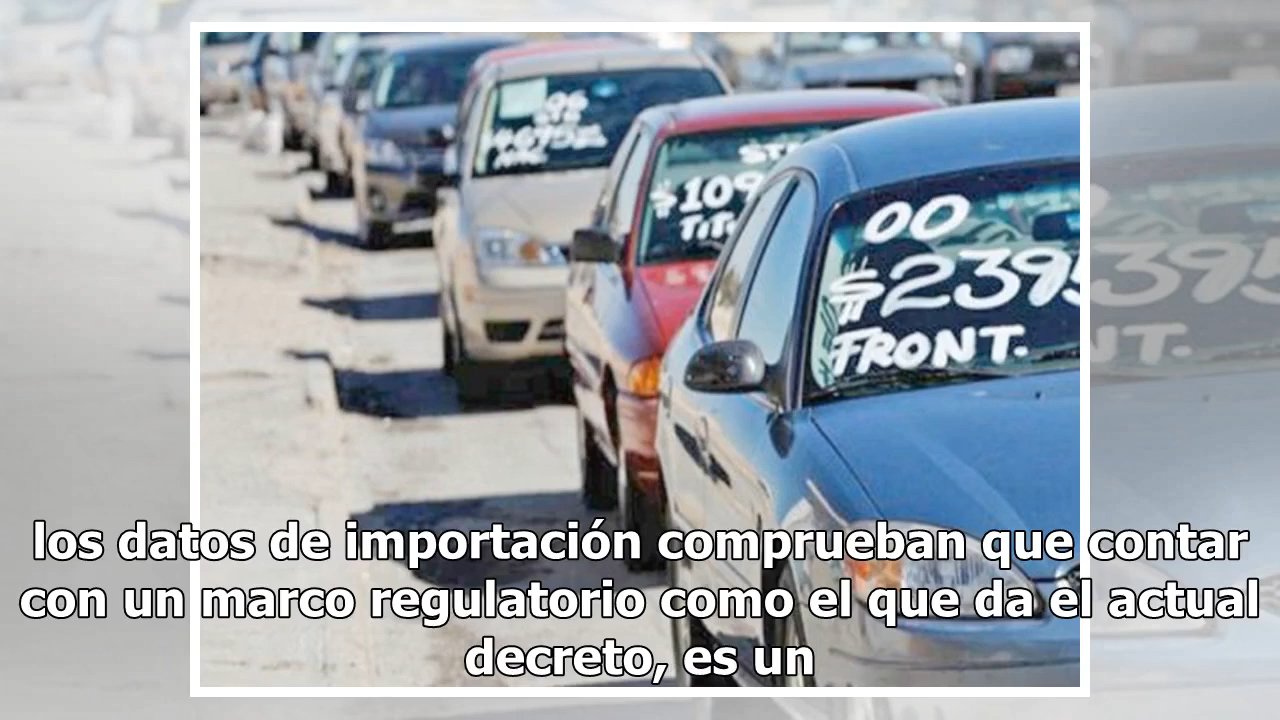 00
$2395
FRONT.
$109
los datos de importación comprueban que contar
con un marco regulatorio como el que da el actual
decreto, es un